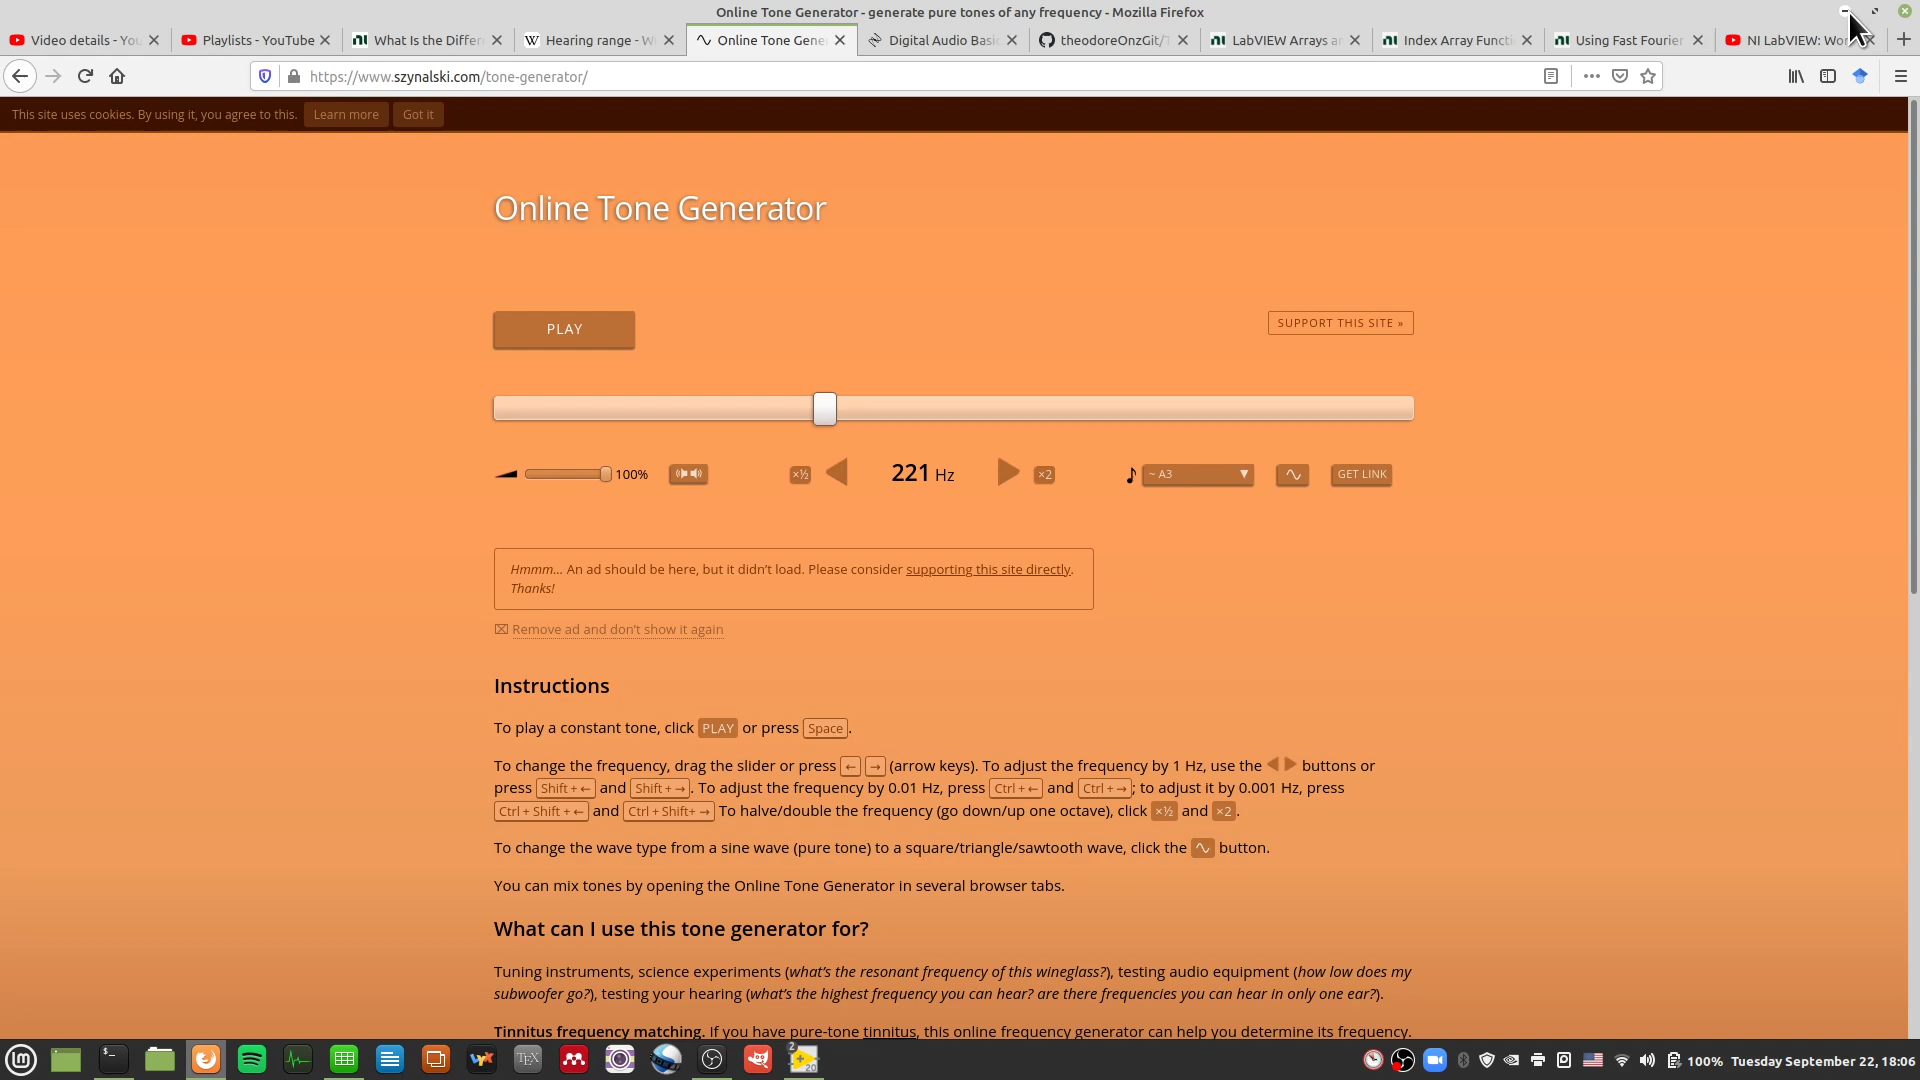 Online Tone Generator - generate pure tones of any frequency - Mozilla Firefox
Video details - You
Playlists - YouTube
What Is the Differ
Hearing range - W
Online Tone Gene
Digital Audio Basi
theodoreOnzGit/T
LabVIEW Arrays a
Index Array Functi
Using Fast Fourier
NI LabVIEW: Wo
https://www.szynalski.com/tone-generator/
This site uses cookies. By using it, you agree to this. Learn more Got it
Online Tone Generator
PLAY
SUPPORT THIS SITE »
100% ×½ 221 Hz ×2 ~ A3 ▼ GET LINK
Hmmm... An ad should be here, but it didn't load. Please consider supporting this site directly.
Thanks!
Remove ad and don't show it again
Instructions
To play a constant tone, click PLAY or press Space.
To change the frequency, drag the slider or press ← → (arrow keys). To adjust the frequency by 1 Hz, use the ◀ ▶ buttons or
press Shift + ← and Shift + →. To adjust the frequency by 0.01 Hz, press Ctrl + ← and Ctrl + →; to adjust it by 0.001 Hz, press
Ctrl + Shift + ← and Ctrl + Shift+ → To halve/double the frequency (go down/up one octave), click ×½ and ×2.
To change the wave type from a sine wave (pure tone) to a square/triangle/sawtooth wave, click the button.
You can mix tones by opening the Online Tone Generator in several browser tabs.
What can I use this tone generator for?
Tuning instruments, science experiments (what's the resonant frequency of this wineglass?), testing audio equipment (how low does my
subwoofer go?), testing your hearing (what's the highest frequency you can hear? are there frequencies you can hear in only one ear?).
Tinnitus frequency matching. If you have pure-tone tinnitus, this online frequency generator can help you determine its frequency.
100% Tuesday September 22, 18:06